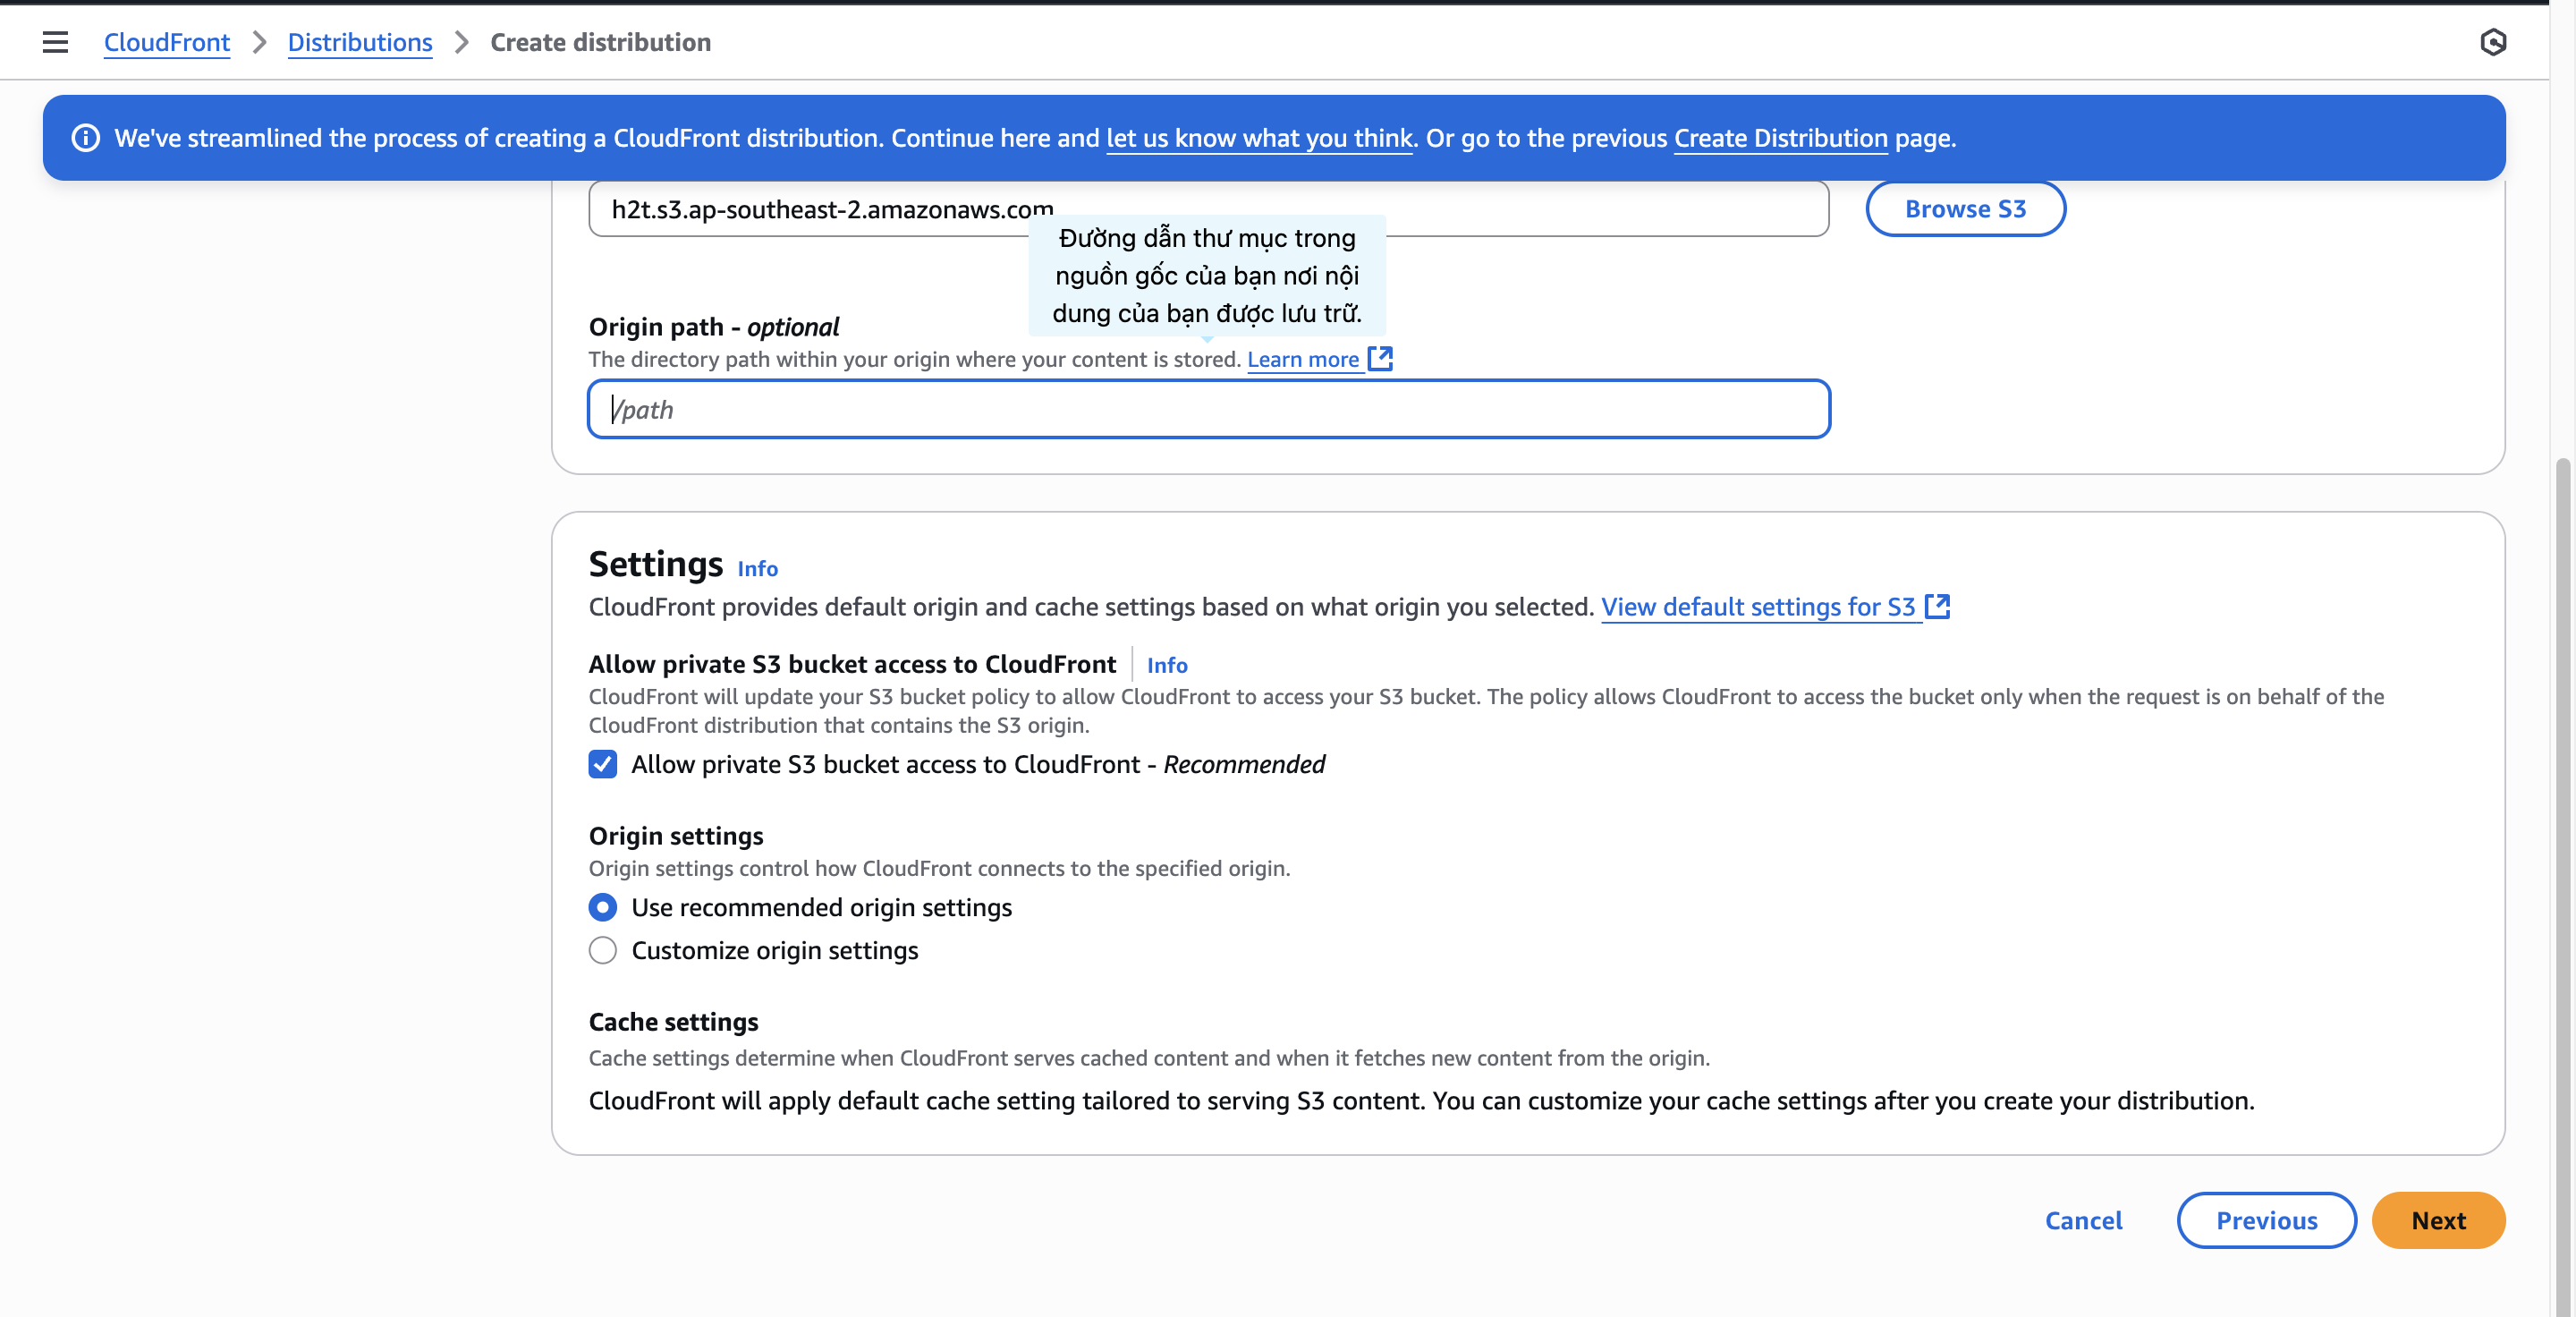 CloudFront > Distributions > Create distribution
We've streamlined the process of creating a CloudFront distribution. Continue here and let us know what you think. Or go to the previous Create Distribution page.
h2t.s3.ap-southeast-2.amazonaws.com
Browse S3
Đường dẫn thư mục trong
nguồn gốc của bạn nơi nội
dung của bạn được lưu trữ.
Origin path - optional
The directory path within your origin where your content is stored. Learn more
/path
Settings Info
CloudFront provides default origin and cache settings based on what origin you selected. View default settings for S3
Allow private S3 bucket access to CloudFront Info
CloudFront will update your S3 bucket policy to allow CloudFront to access your S3 bucket. The policy allows CloudFront to access the bucket only when the request is on behalf of the
CloudFront distribution that contains the S3 origin.
Allow private S3 bucket access to CloudFront - Recommended
Origin settings
Origin settings control how CloudFront connects to the specified origin.
Use recommended origin settings
Customize origin settings
Cache settings
Cache settings determine when CloudFront serves cached content and when it fetches new content from the origin.
CloudFront will apply default cache setting tailored to serving S3 content. You can customize your cache settings after you create your distribution.
Cancel Previous Next